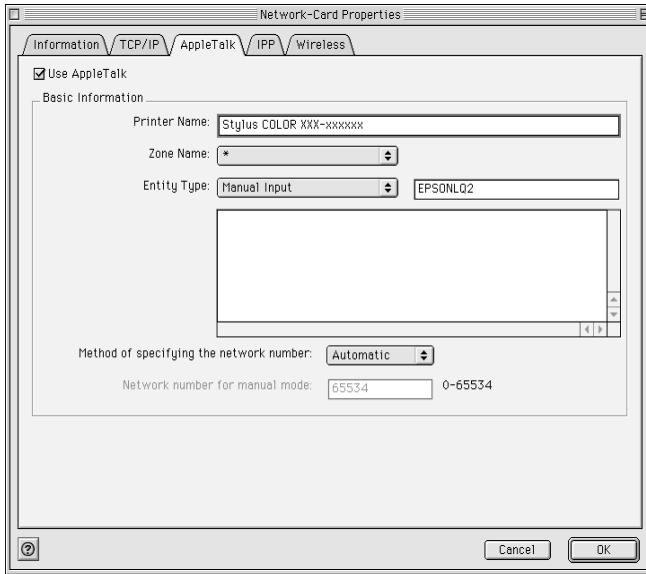 Network-Card Properties
Information TCP/IP AppleTalk IPP Wireless
Use AppleTalk
Basic Information
Printer Name: Stylus COLOR XXX-xxxxxx
Zone Name: *
Entity Type: Manual Input EPSONLQ2
Method of specifying the network number: Automatic
Network number for manual mode: 65534 0-65534
? Cancel OK